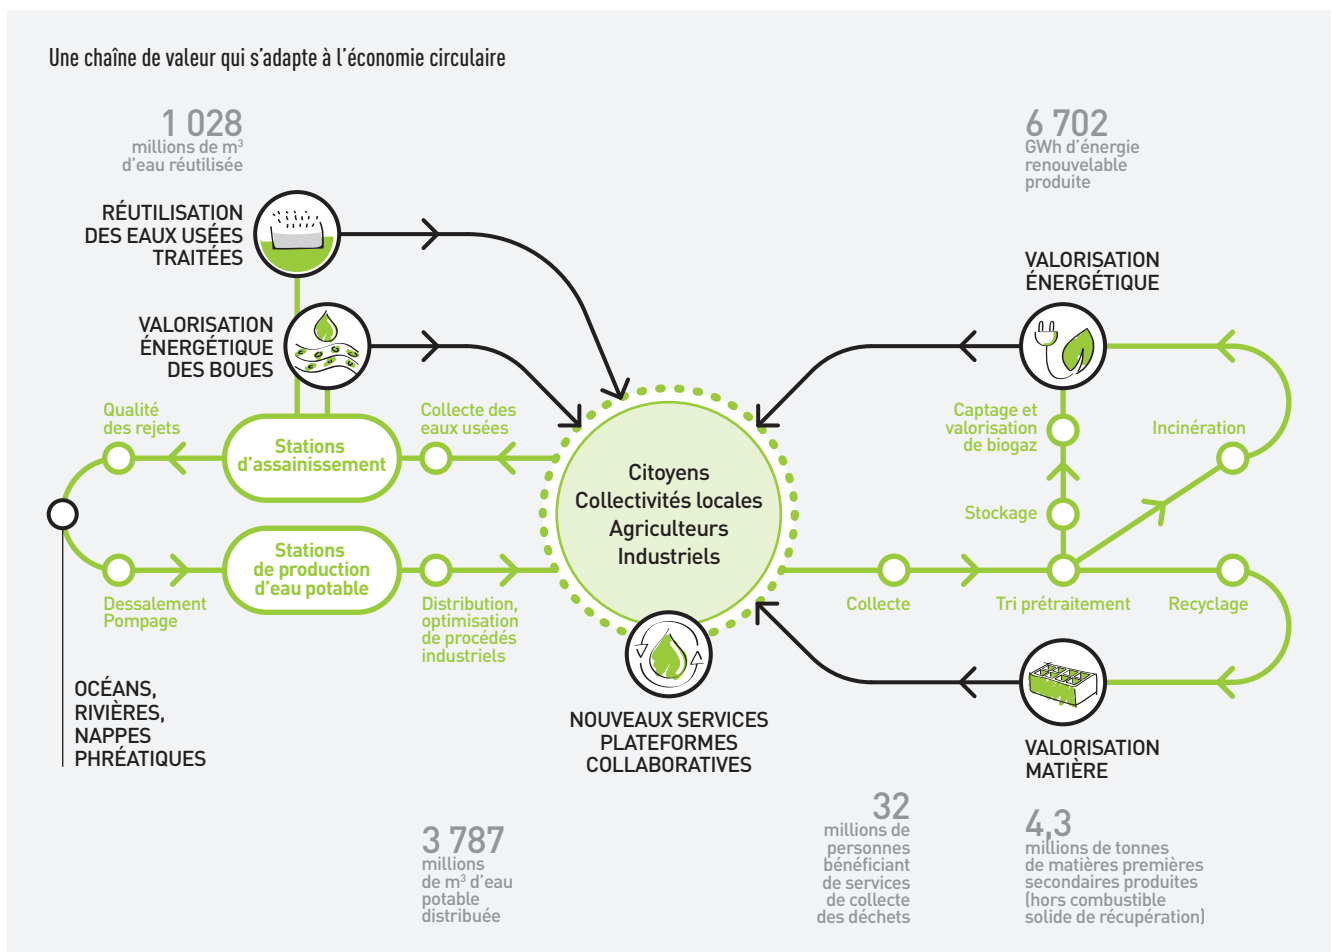 Une chaîne de valeur qui s’adapte à l’économie circulaire
1 028
millions de m³
d’eau réutilisée
RÉUTILISATION
DES EAUX USÉES
TRAITÉES
VALORISATION
ÉNERGÉTIQUE
DES BOUES
Qualité
des rejets
Stations
d’assainissement
Collecte des
eaux usées
Stations
de production
d’eau potable
Dessalement
Pompage
Distribution,
optimisation
de procédés
industriels
OCÉANS,
RIVIÈRES,
NAPPES
PHRÉATIQUES
3 787
millions
de m³ d’eau
potable
distribuée
Citoyens
Collectivités locales
Agriculteurs
Industriels
NOUVEAUX SERVICES
PLATEFORMES
COLLABORATIVES
6 702
GWh d’énergie
renouvelable
produite
VALORISATION
ÉNERGÉTIQUE
Captage et
valorisation
de biogaz
Incinération
Stockage
Collecte
Tri prétraitement
Recyclage
VALORISATION
MATIÈRE
32
millions de
personnes
bénéficiant
de services
de collecte
des déchets
4,3
millions de tonnes
de matières premières
secondaires produites
(hors combustible
solide de récupération)